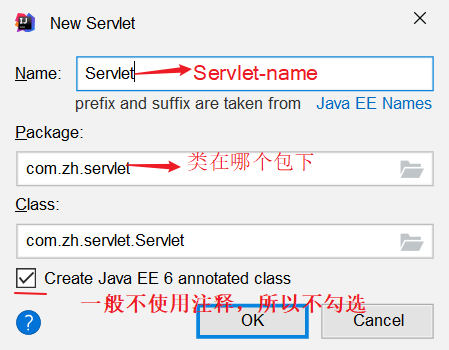 New Servlet
Name: Servlet Servlet-name
prefix and suffix are taken from Java EE Names
Package:
com.zh.servlet 类在哪个包下
Class:
com.zh.servlet.Servlet
Create Java EE 6 annotated class
一般不使用注释，所以不勾选
? OK Cancel